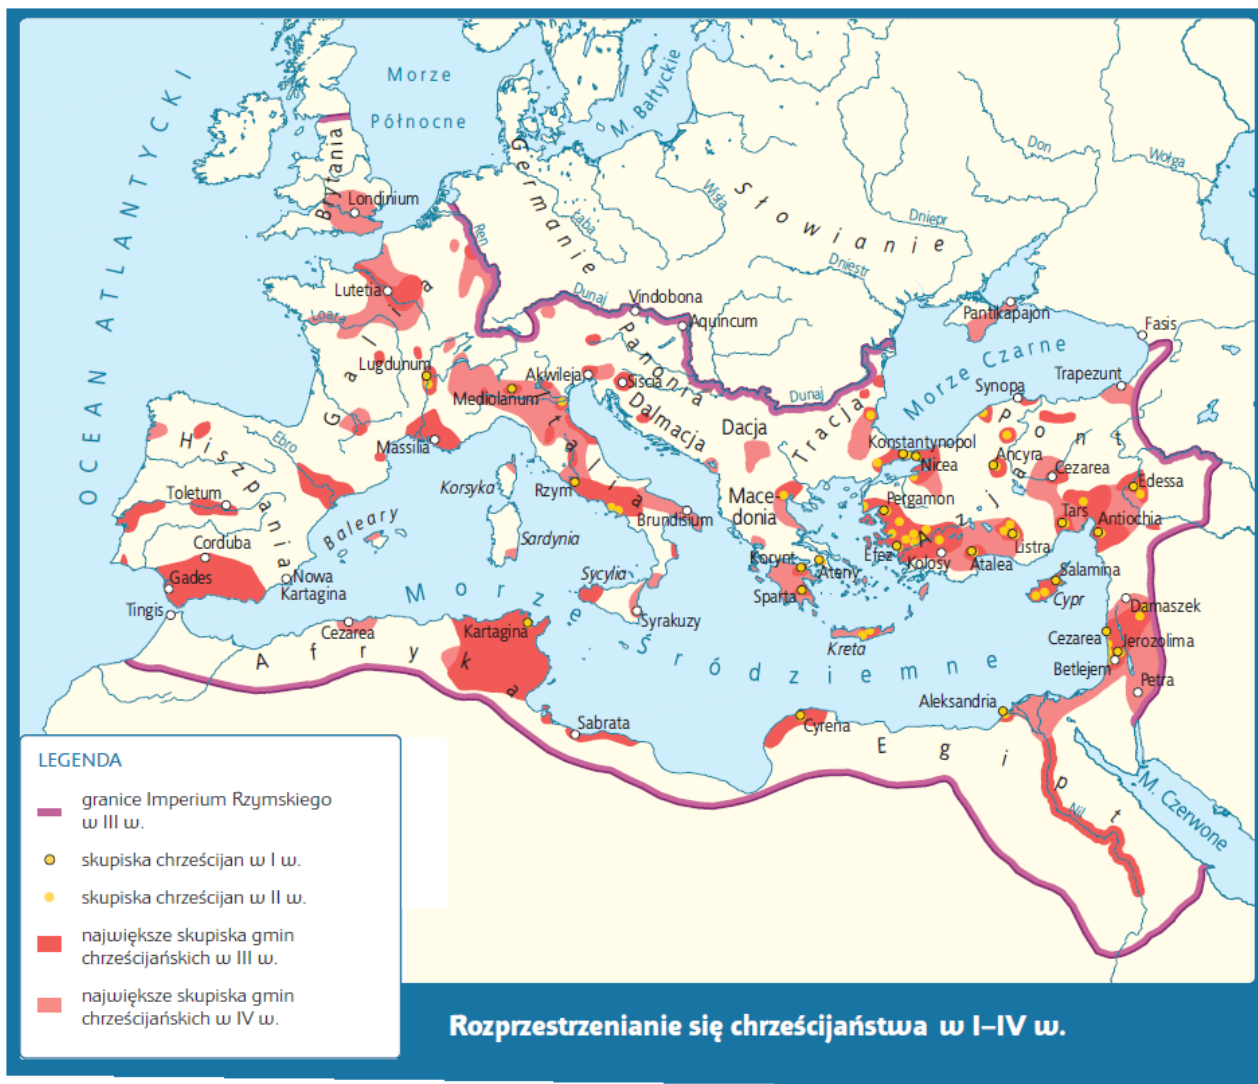 OCEAN ATLANTYCKI
Morze
Północne
M. Bałtyckie
Brytania
Londinium
Germanie
Łaba
Wisła
Słowianie
Don
Wołga
Dniepr
Dniestr
Ren
Lutetia
Loara
Galia
Dunaj
Vindobona
Aquincum
Panonia
Pantikapajon
Fasis
Morze Czarne
Trapezunt
Synopa
Lugdunum
Mediolanum
Akwileja
Siscia
Dalmacja
Dunaj
Dacja
Tracja
Pont
Hiszpania
Ebro
Massilia
Italia
Konstantynopol
Nicea
Ancyra
Cezarea
Edessa
Toletum
Korsyka
Rzym
Brundisium
Mace-
donia
Pergamon
Azja
Tars
Antiochia
Baleary
Sardynia
Corduba
Gades
Nowa
Kartagina
Tingis
Sycylia
Syrakuzy
Korynt
Ateny
Sparta
Efez
Kolosy
Atalea
Listra
Salamina
Cypr
Kreta
Damaszek
Cezarea
Jerozolima
Betlejem
Petra
Morze Śródziemne
Cezarea
Kartagina
Afryka
Sabrata
Cyrena
Aleksandria
Egipt
Nil
M. Czerwone
LEGENDA
granice Imperium Rzymskiego
w III w.
skupiska chrześcijan w I w.
skupiska chrześcijan w II w.
największe skupiska gmin
chrześcijańskich w III w.
największe skupiska gmin
chrześcijańskich w IV w.
Rozprzestrzenianie się chrześcijaństwa w I–IV w.